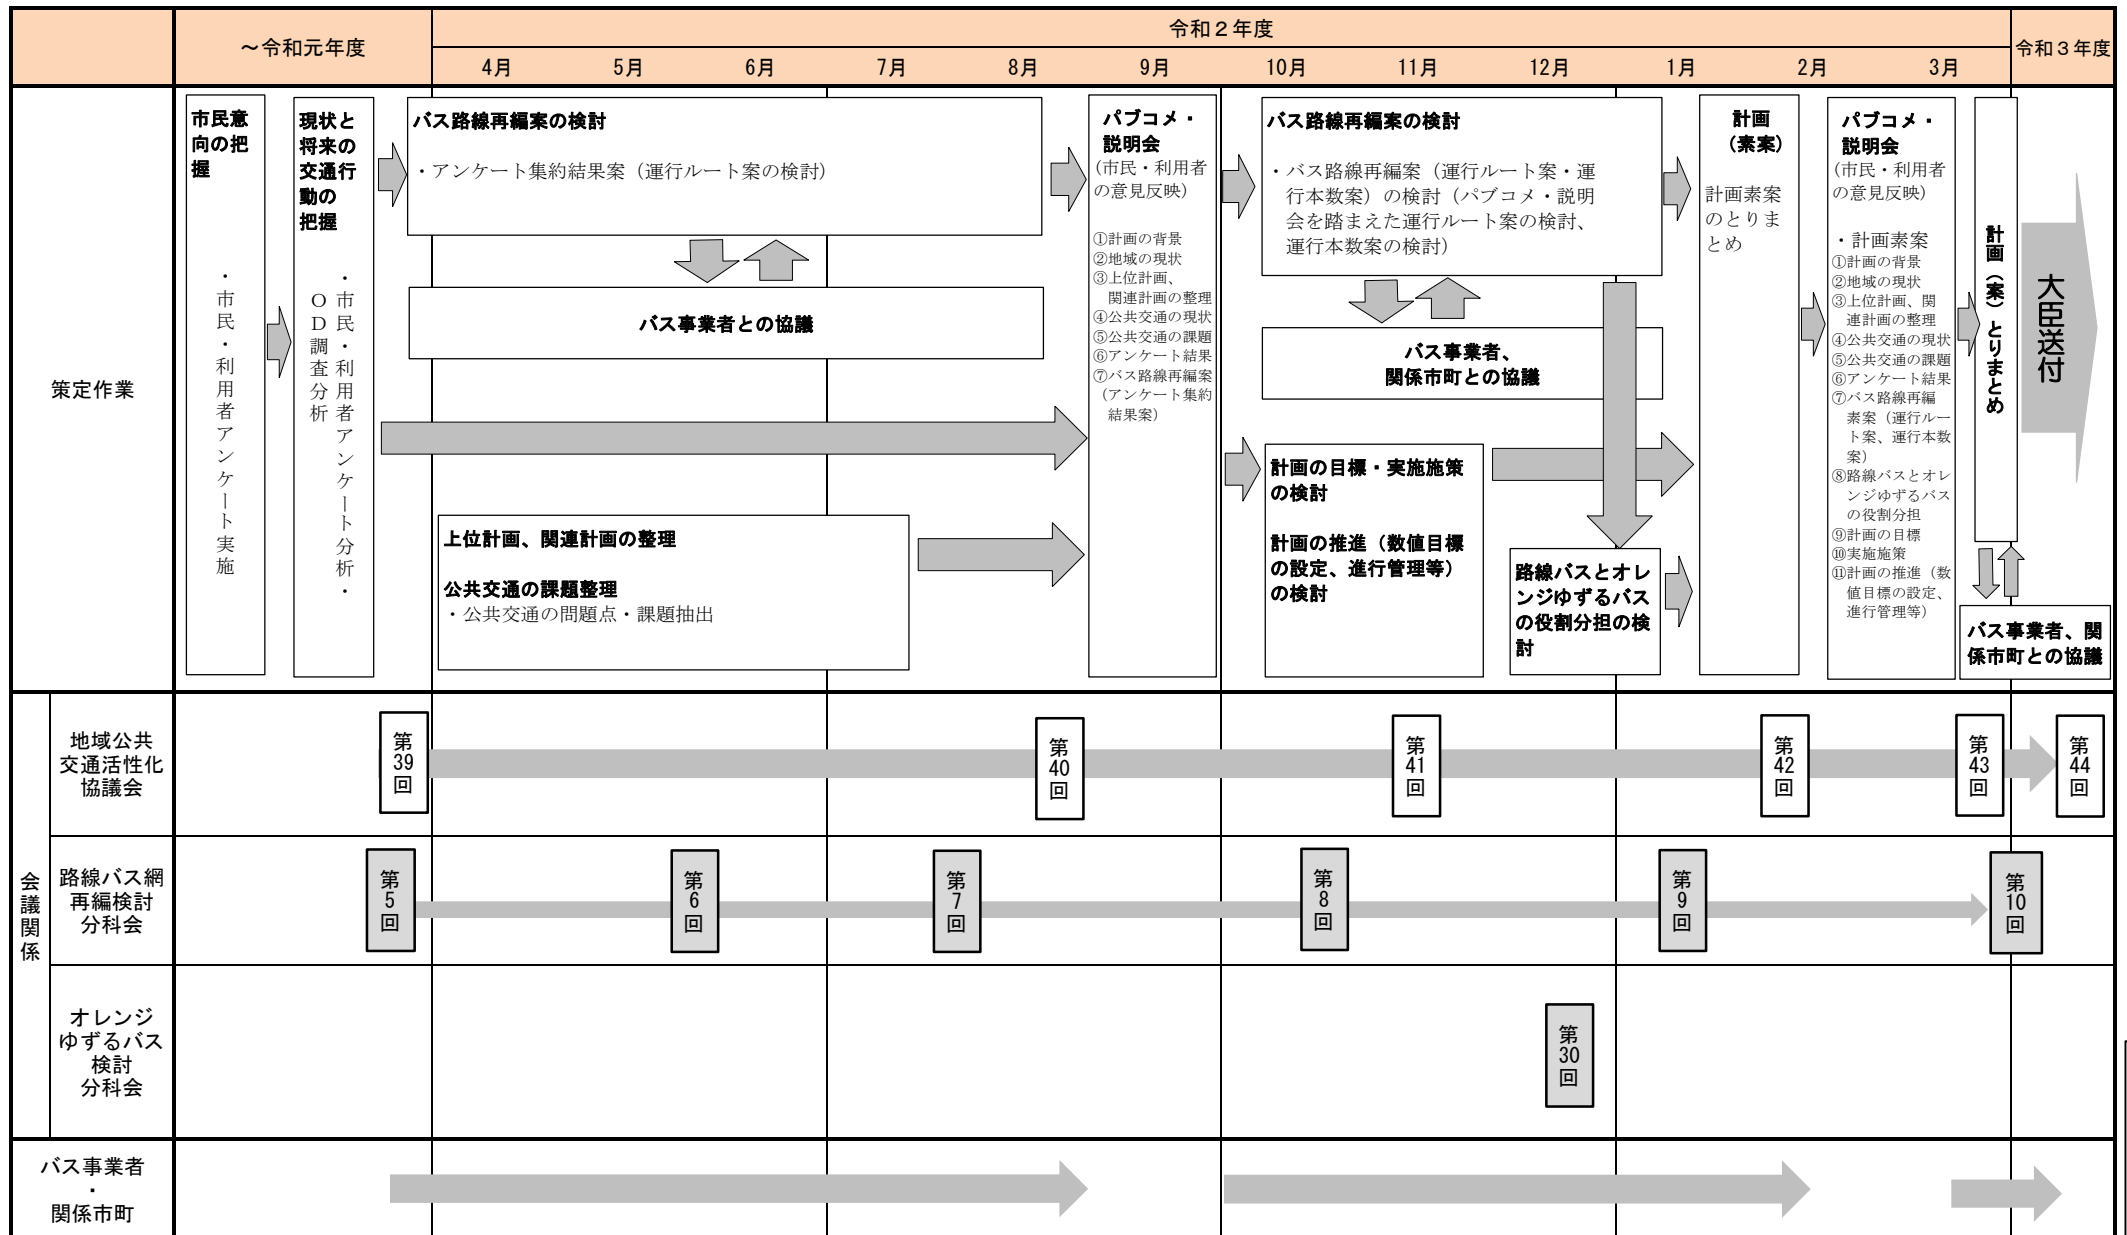 ～令和元年度
令和２年度
令和３年度
4月
5月
6月
7月
8月
9月
10月
11月
12月
1月
2月
3月
策定作業
市民意
向の把
握
・市民・利用者アンケート実施
現状と
将来の
交通行
動の
把握
・市民・利用者アンケート分析・
ＯＤ調査分析
バス路線再編案の検討
・アンケート集約結果案（運行ルート案の検討）
バス事業者との協議
上位計画、関連計画の整理
公共交通の課題整理
・公共交通の問題点・課題抽出
パブコメ・
説明会
(市民・利用者
の意見反映)
①計画の背景
②地域の現状
③上位計画、
関連計画の整理
④公共交通の現状
⑤公共交通の課題
⑥アンケート結果
⑦バス路線再編案
（アンケート集約
結果案）
バス路線再編案の検討
・バス路線再編案（運行ルート案・運
行本数案）の検討（パブコメ・説明
会を踏まえた運行ルート案の検討、
運行本数案の検討）
バス事業者、
関係市町との協議
計画の目標・実施施策
の検討
計画の推進（数値目標
の設定、進行管理等）
の検討
路線バスとオレ
ンジゆずるバス
の役割分担の検
討
計画
（素案）
計画素案
のとりま
とめ
パブコメ・
説明会
(市民・利用者
の意見反映)
・計画素案
①計画の背景
②地域の現状
③上位計画、関
連計画の整理
④公共交通の現状
⑤公共交通の課題
⑥アンケート結果
⑦バス路線再編
素案（運行ルー
ト案、運行本数
案）
⑧路線バスとオレ
ンジゆずるバス
の役割分担
⑨計画の目標
⑩実施施策
⑪計画の推進（数
値目標の設定、
進行管理等）
計画（案）とりまとめ
バス事業者、関
係市町との協議
大臣送付
会議関係
地域公共
交通活性化
協議会
第
39
回
第
40
回
第
41
回
第
42
回
第
43
回
第
44
回
路線バス網
再編検討
分科会
第
5
回
第
6
回
第
7
回
第
8
回
第
9
回
第
10
回
オレンジ
ゆずるバス
検討
分科会
第
30
回
バス事業者
・
関係市町